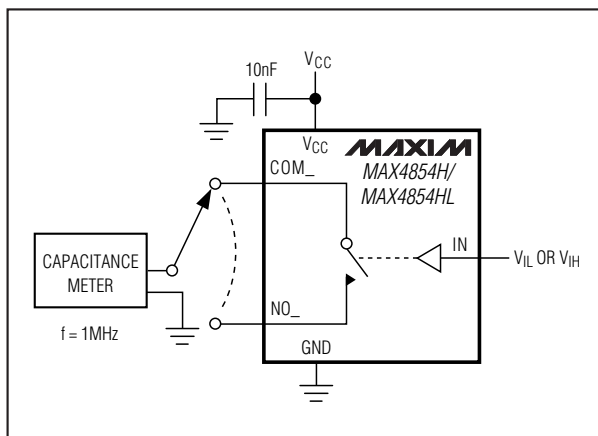 VCC
10nF
VCC
MAXIM
MAX4854H/
MAX4854HL
COM_
IN
VIL OR VIH
CAPACITANCE
METER
f = 1MHz
NO_
GND